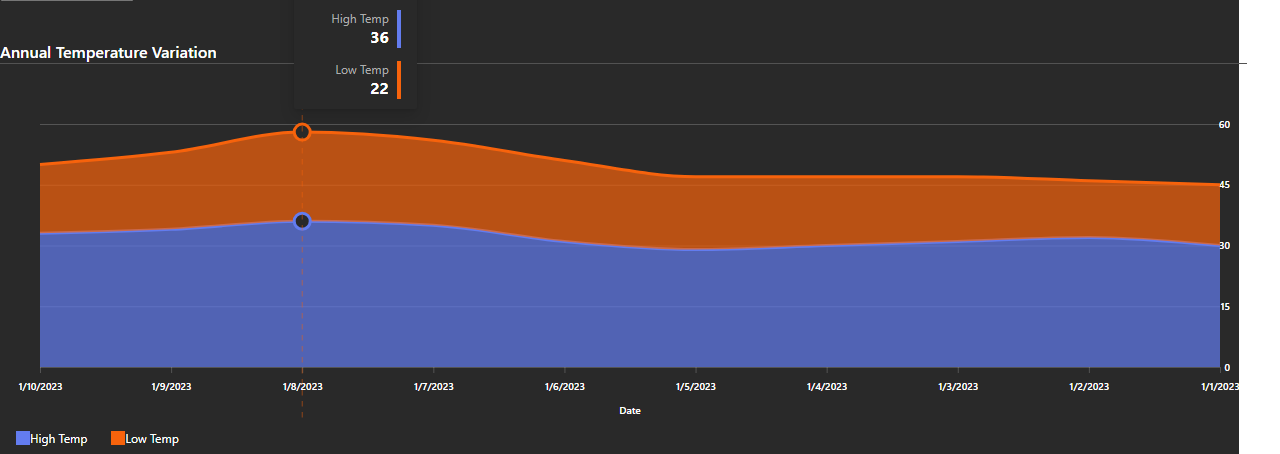 High Temp
36
Annual Temperature Variation
Low Temp
22
60
45
30
15
0
1/10/2023 1/9/2023 1/8/2023 1/7/2023 1/6/2023 1/5/2023 1/4/2023 1/3/2023 1/2/2023 1/1/2023
Date
High Temp Low Temp